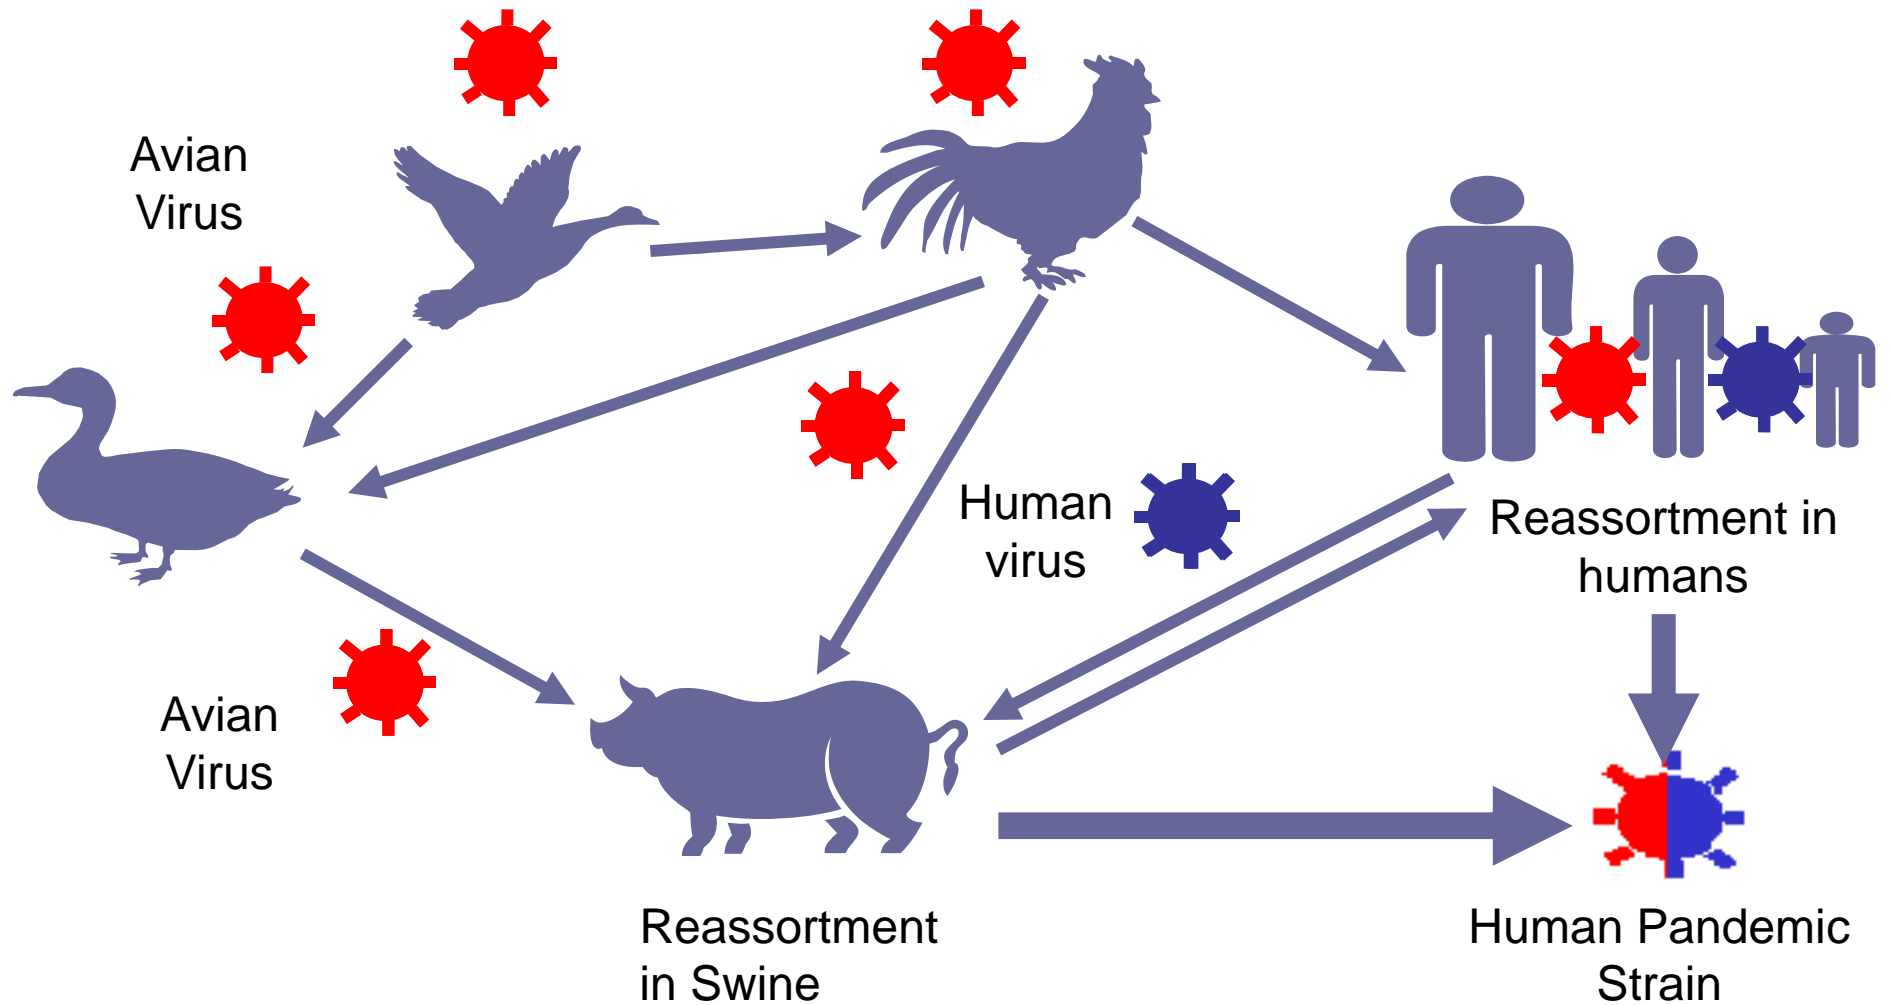 Avian
Virus
Human
virus
Reassortment in
humans
Avian
Virus
Reassortment
in Swine
Human Pandemic
Strain